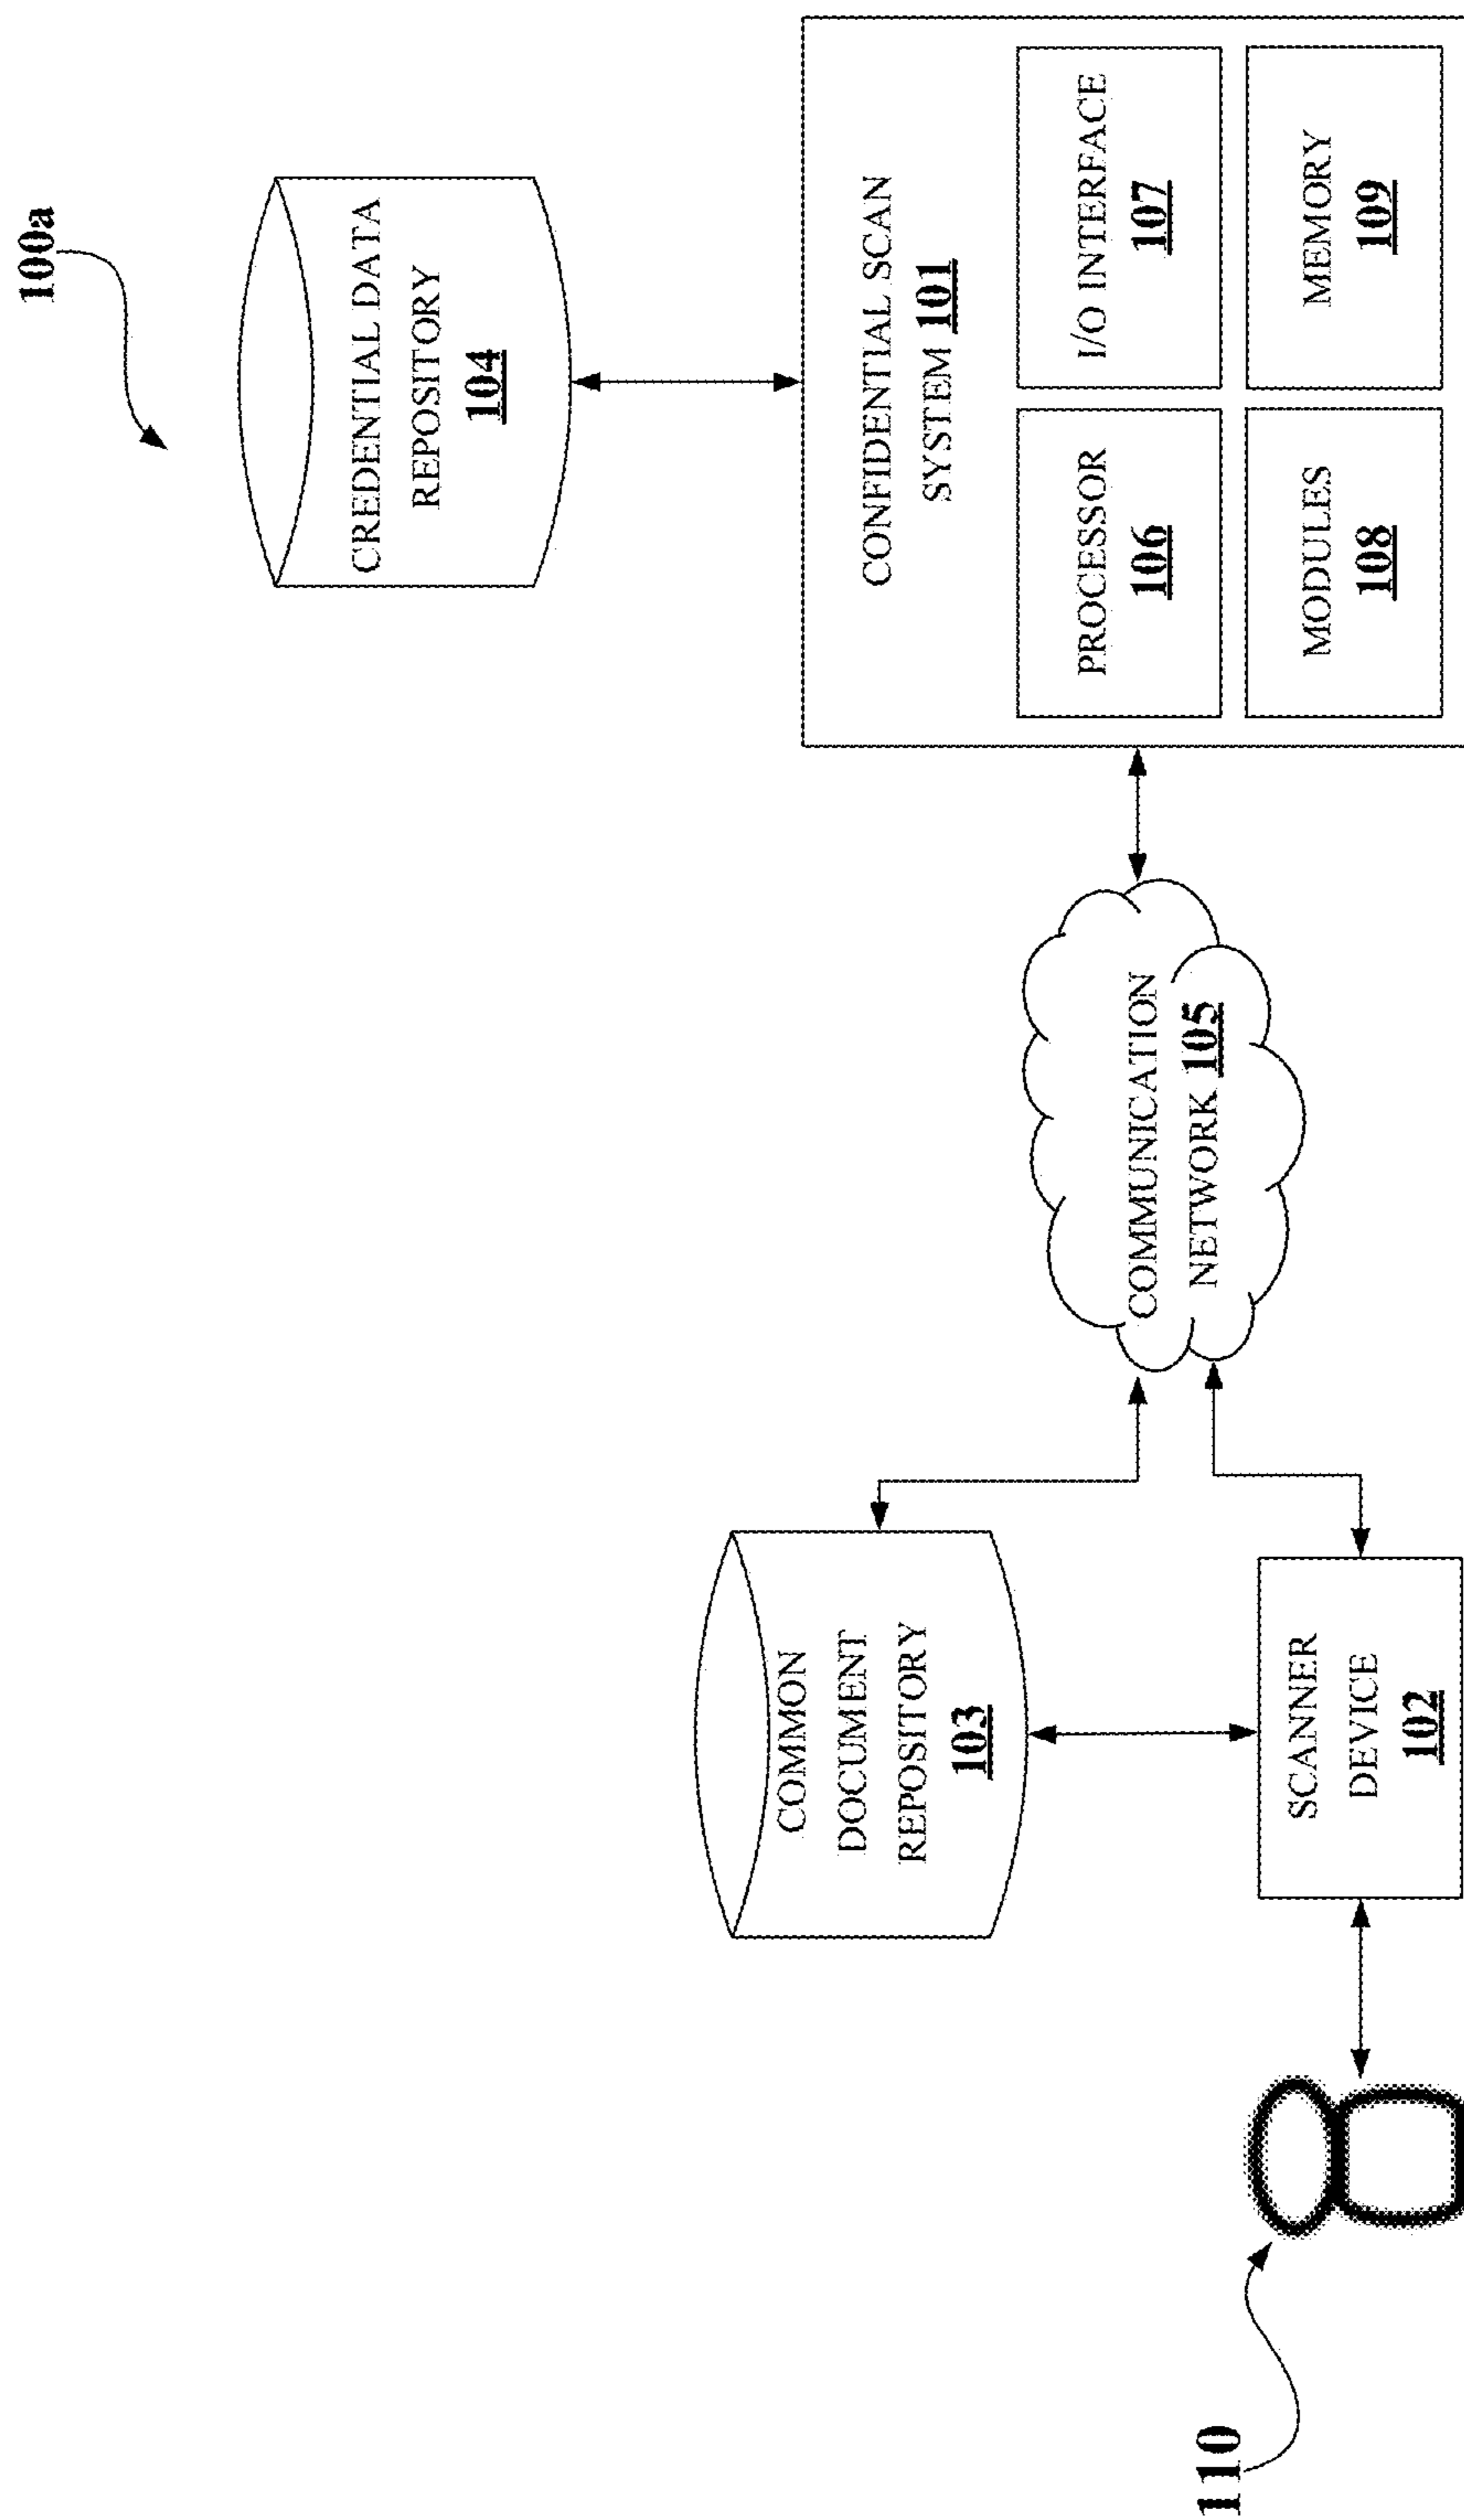 100a
CREDENTIAL DATA
REPOSITORY
104
CONFIDENTIAL SCAN
SYSTEM 101
PROCESSOR
106
I/O INTERFACE
107
MODULES
108
MEMORY
109
COMMUNICATION
NETWORK 105
COMMON
DOCUMENT
REPOSITORY
103
SCANNER
DEVICE
102
110